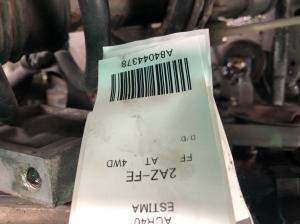 ACR40
ESTIMA
2AZ-FE
FF AT 4WD
D/D
A84044378